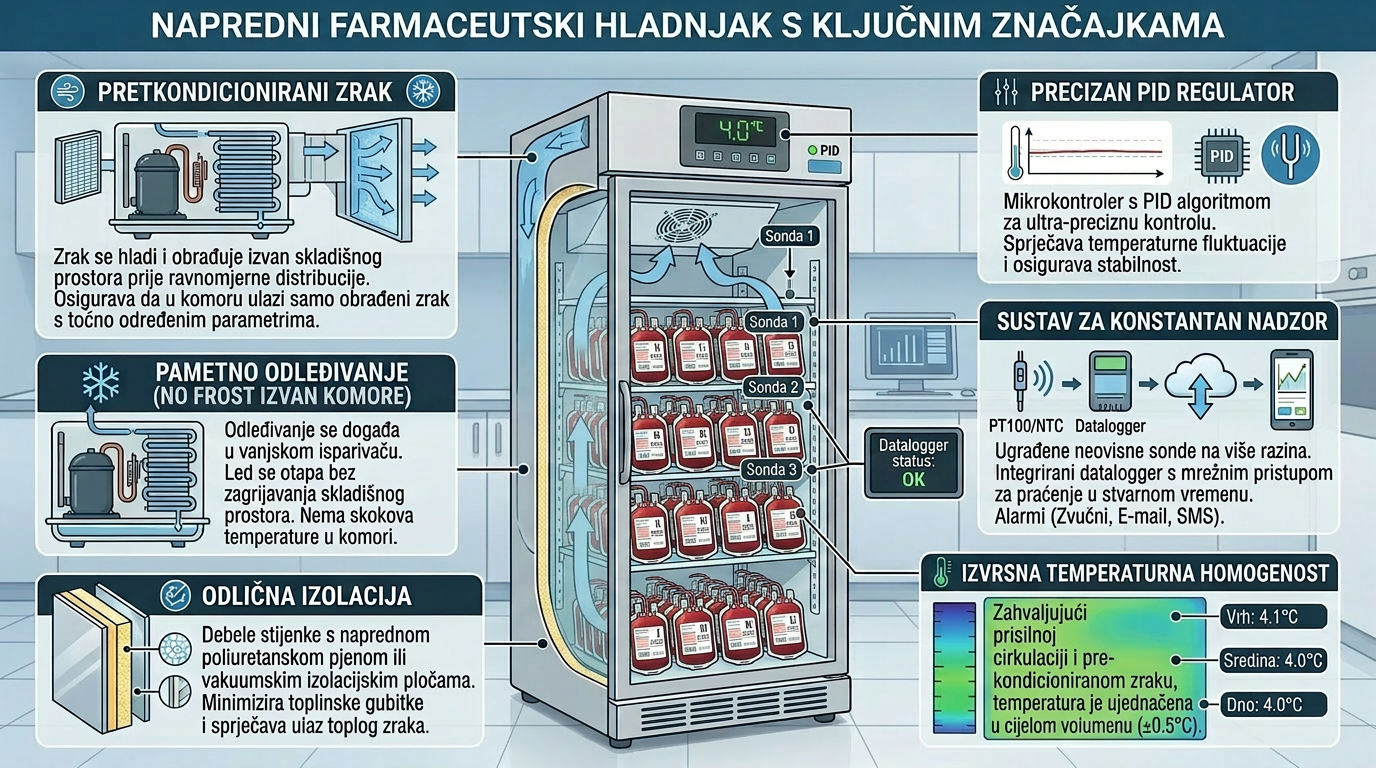 NAPREDNI FARMACEUTSKI HLADNJAK S KLJUČNIM ZNAČAJKAMA
PRETKONDICIONIRANI ZRAK
Zrak se hladi i obrađuje izvan skladišnog
prostora prije ravnomjerne distribucije.
Osigurava da u komoru ulazi samo obrađeni zrak
s točno određenim parametrima.
PAMETNO ODLEĐIVANJE
(NO FROST IZVAN KOMORE)
Odleđivanje se događa
u vanjskom isparivaču.
Led se otapa bez
zagrijavanja skladišnog
prostora. Nema skokova
temperature u komori.
ODLIČNA IZOLACIJA
Debele stijenke s naprednom
poliuretanskom pjenom ili
vakuumskim izolacijskim pločama.
Minimizira toplinske gubitke
i sprječava ulaz toplog zraka.
4.0°C
PID
Sonda 1
Sonda 1
Sonda 2
Sonda 3
Datalogger
status:
OK
PRECIZAN PID REGULATOR
PID
Mikrokontroler s PID algoritmom
za ultra-preciznu kontrolu.
Sprječava temperaturne fluktuacije
i osigurava stabilnost.
SUSTAV ZA KONSTANTAN NADZOR
PT100/NTC Datalogger
Ugrađene neovisne sonde na više razina.
Integrirani datalogger s mrežnim pristupom
za praćenje u stvarnom vremenu.
Alarmi (Zvučni, E-mail, SMS).
IZVRSNA TEMPERATURNA HOMOGENOST
Zahvaljujući
prisilnoj
cirkulaciji i pre-
kondicioniranom zraku,
temperatura je ujednačena
u cijelom volumenu (±0.5°C).
Vrh: 4.1°C
Sredina: 4.0°C
Dno: 4.0°C